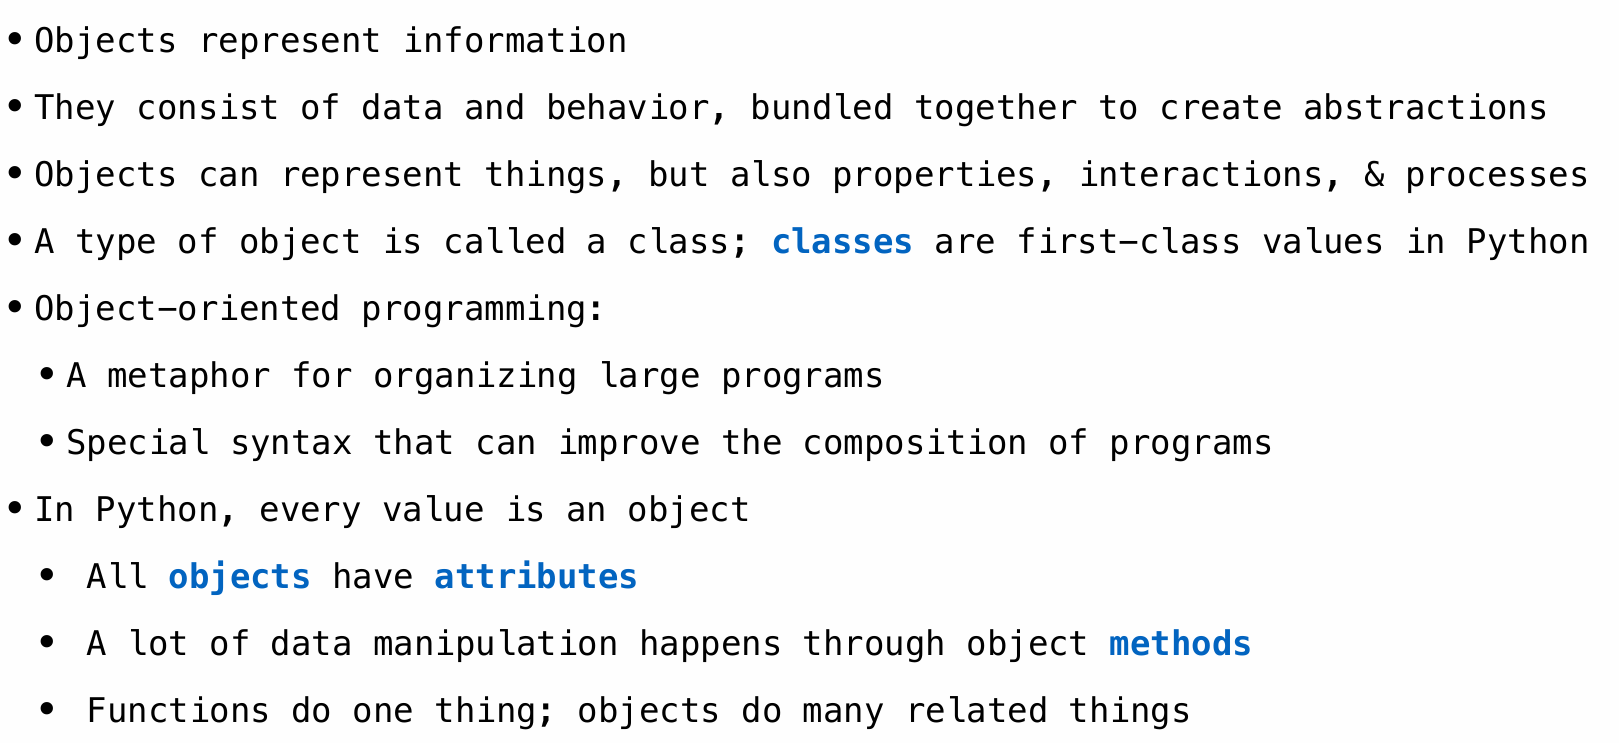 • Objects represent information
• They consist of data and behavior, bundled together to create abstractions
• Objects can represent things, but also properties, interactions, & processes
• A type of object is called a class; classes are first-class values in Python
• Object-oriented programming:
• A metaphor for organizing large programs
• Special syntax that can improve the composition of programs
• In Python, every value is an object
• All objects have attributes
• A lot of data manipulation happens through object methods
• Functions do one thing; objects do many related things